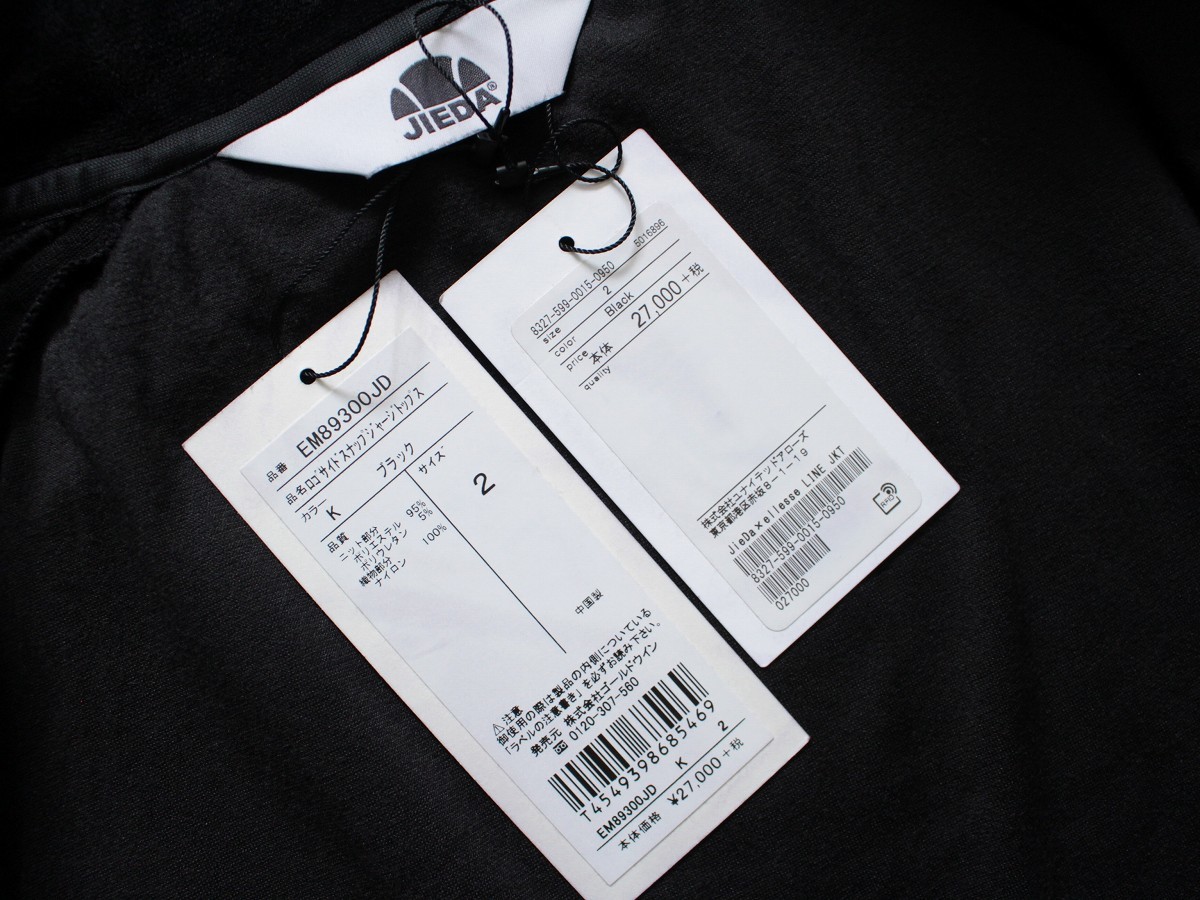 JIEDA®
品番 EM89300JD
品名 ロゴサイドスナップジャージトップス
カラー サイズ
K ブラック 2
品質
ニット部分
ポリエステル 95%
ポリウレタン 5%
織物部分
ナイロン 100%
中国製
⚠注意
御使用の際は製品の内側についている
「ラベルの注意書き」を必ずお読み下さい。
発売元 株式会社ゴールドウイン
0120-307-560
T4549398685469
EM89300JD K 2
本体価格 ¥27,000+税
8327-599-0015-0950 5016896
size 2
color Black
price 本体 27,000+税
quality
株式会社ユナイテッドアローズ
東京都港区赤坂8-1-19
JieDa×ellesse LINE JKT
8327-599-0015-0950
027000
RFID